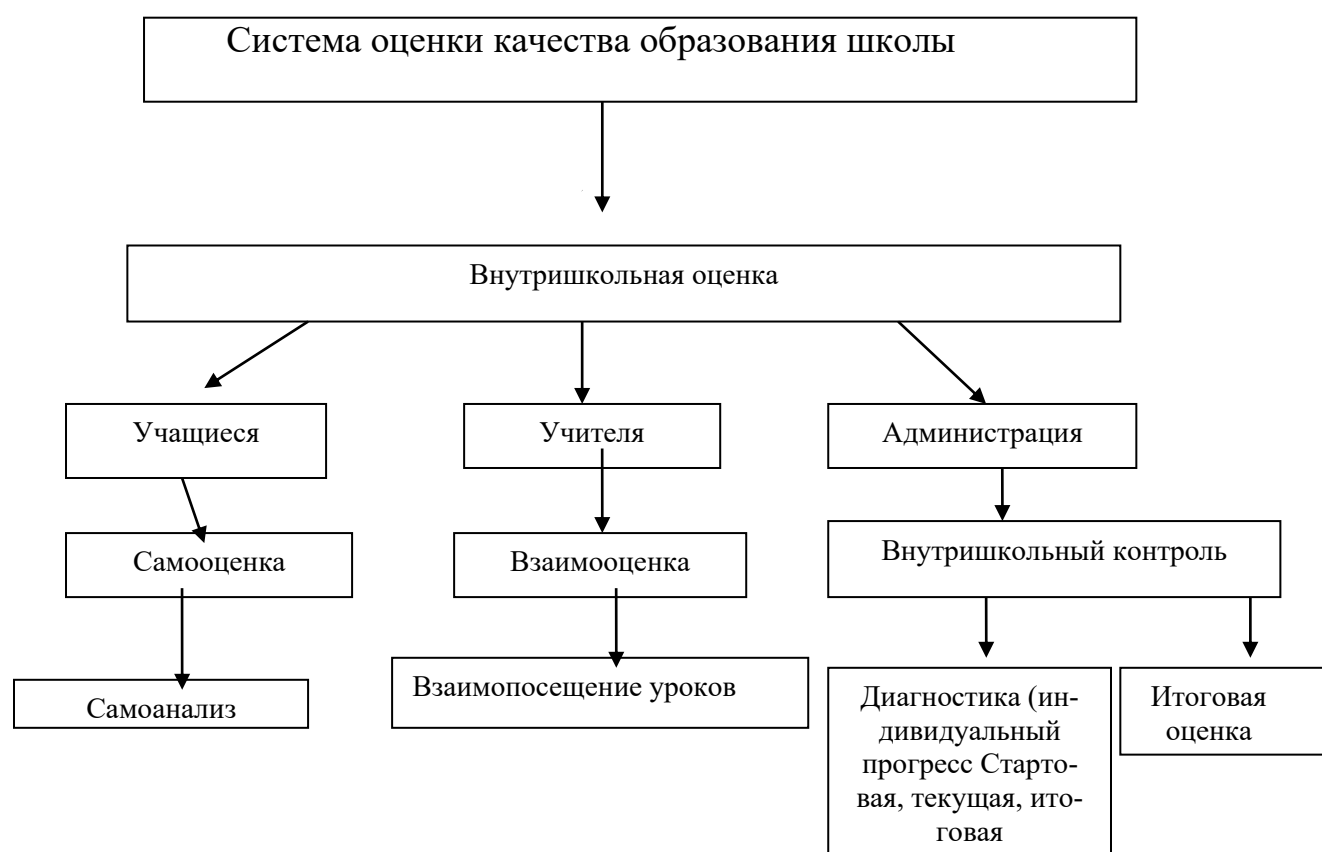 Система оценки качества образования школы
Внутришкольная оценка
Учащиеся
Учителя
Администрация
Самооценка
Взаимооценка
Внутришкольный контроль
Самоанализ
Взаимопосещение уроков
Диагностика (ин-
дивидуальный
прогресс Старто-
вая, текущая, ито-
говая
Итоговая
оценка